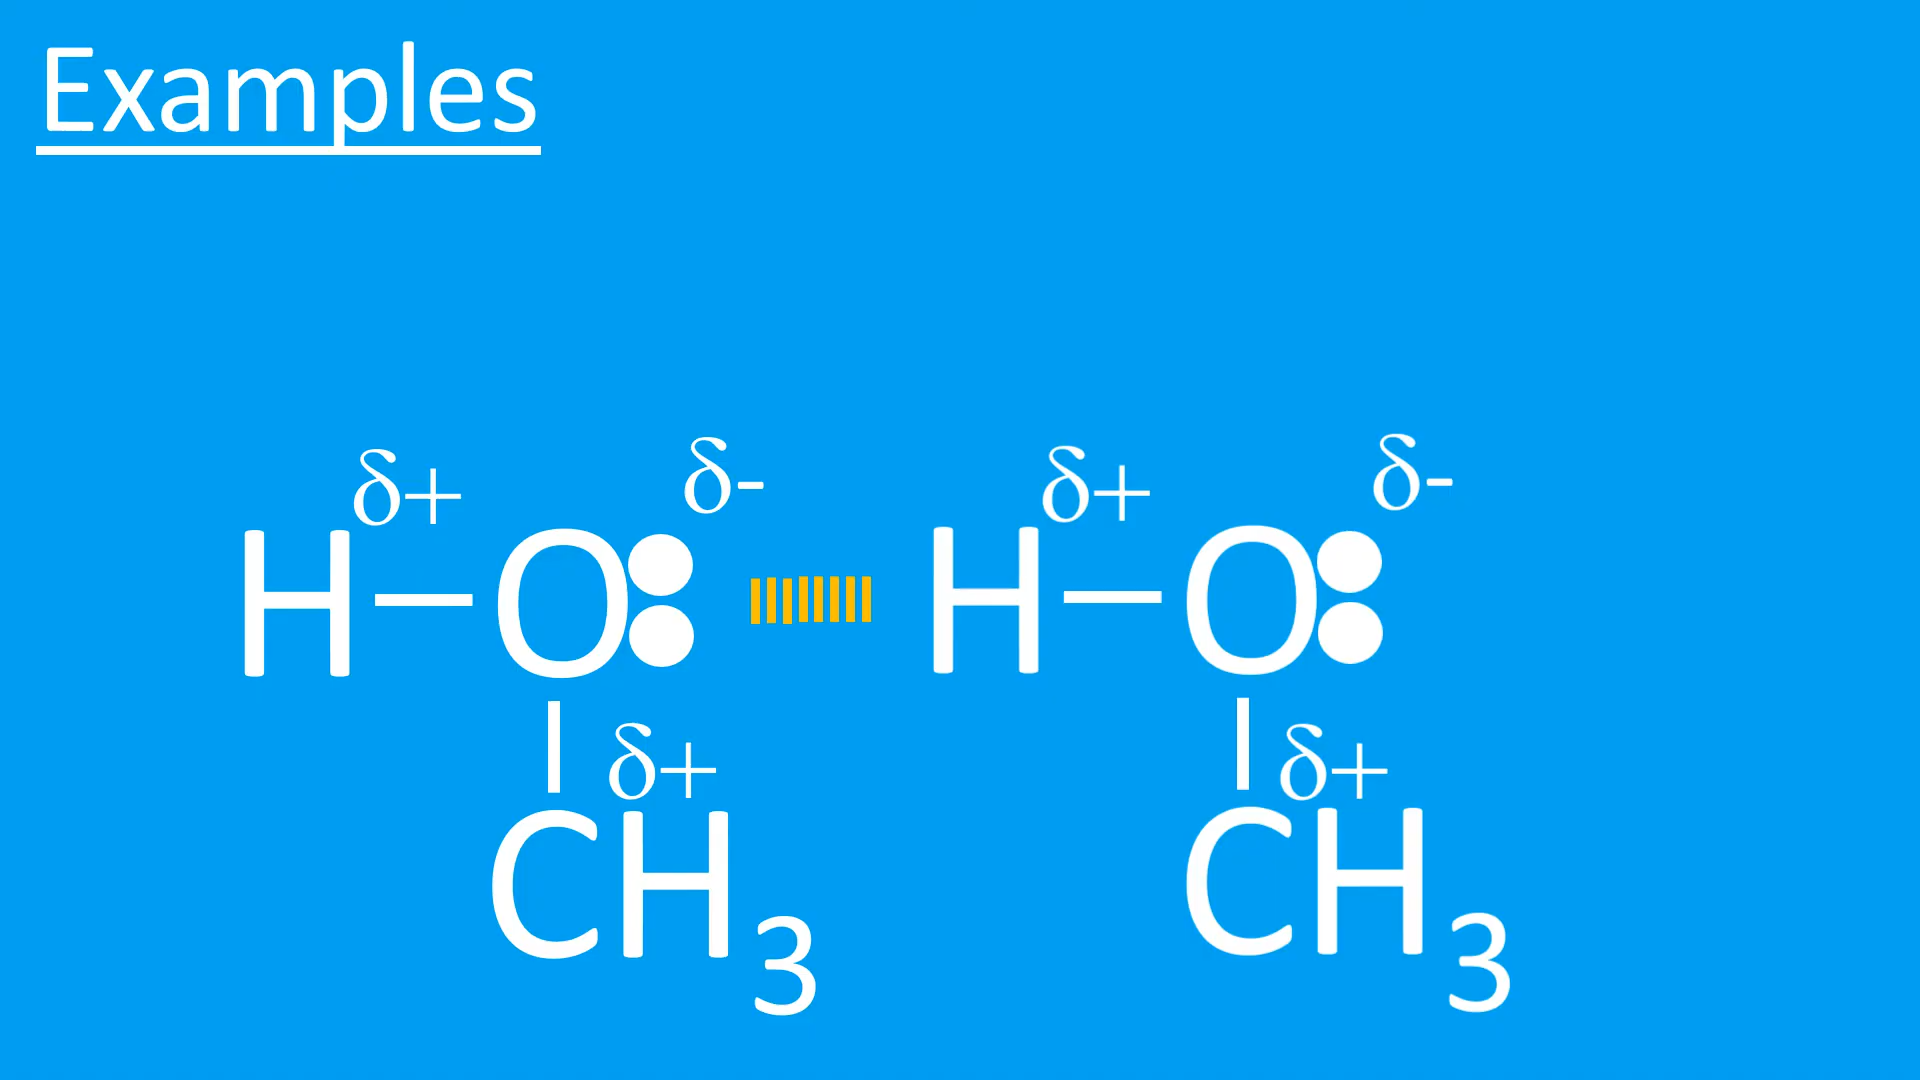 Examples
δ+ δ- δ+ δ-
H O H O
δ+ δ+
CH3 CH3